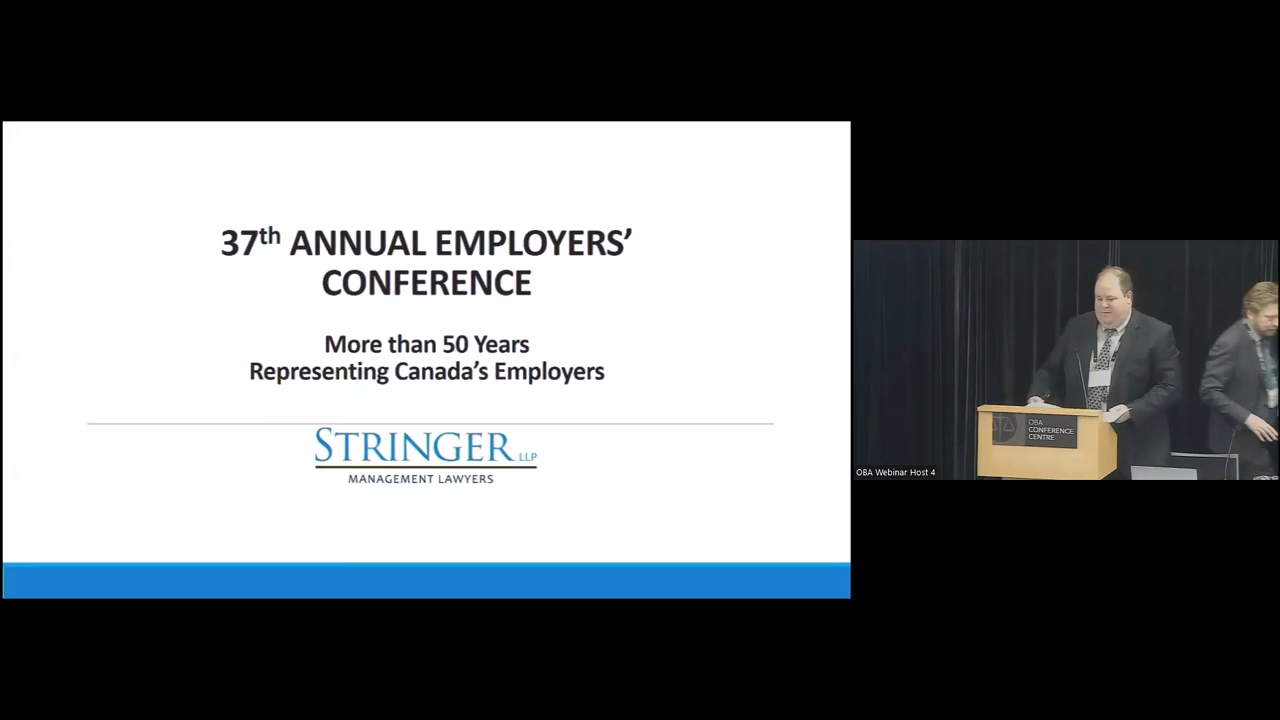 37th ANNUAL EMPLOYERS’
CONFERENCE
More than 50 Years
Representing Canada’s Employers
STRINGER LLP
MANAGEMENT LAWYERS
OBA
CONFERENCE
CENTRE
OBA Webinar Host 4